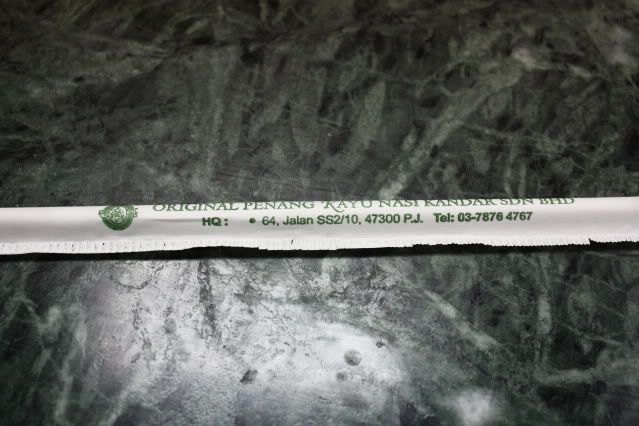 ORIGINAL PENANG KAYU NASI KANDAR SDN BHD
HQ : • 64, Jalan SS2/10, 47300 P.J. Tel: 03-7876 4767